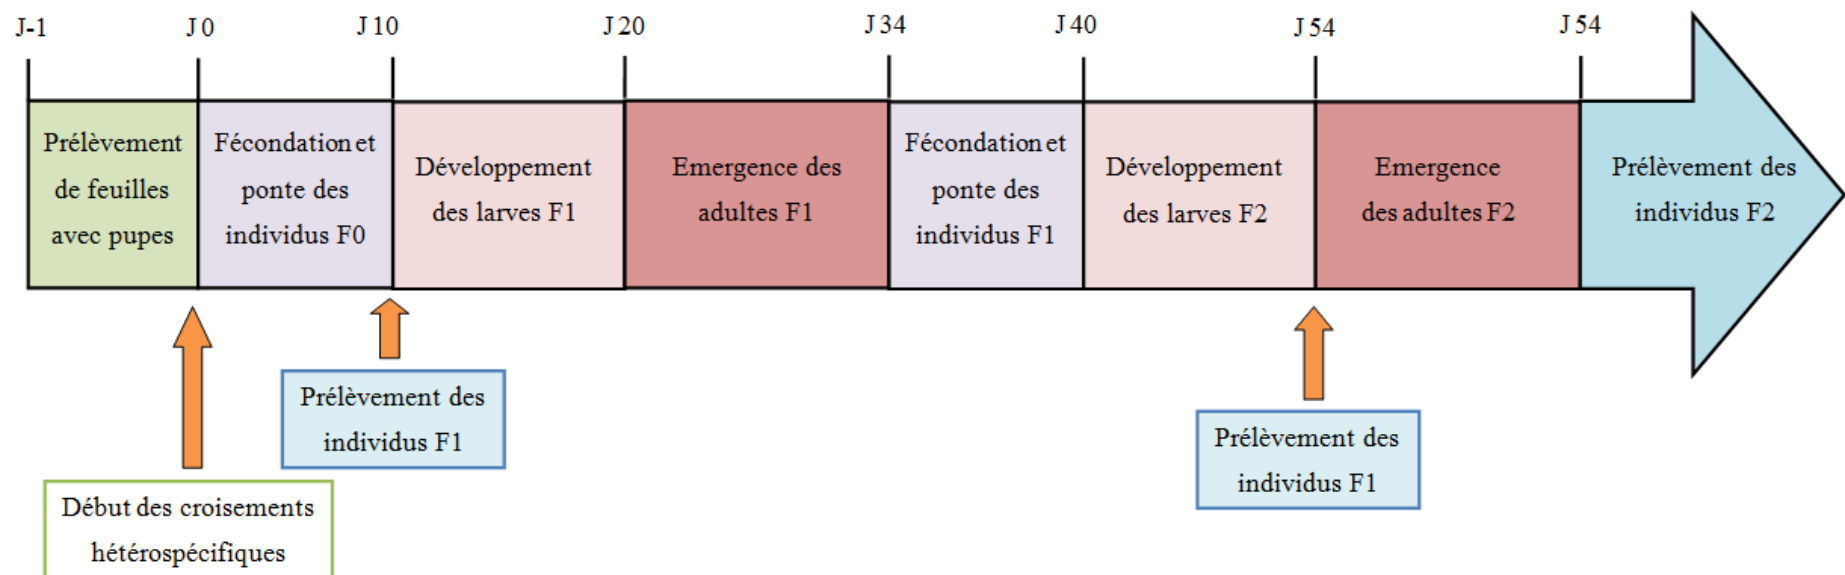 J-1
J 0
J 10
J 20
J 34
J 40
J 54
J 54
Prélèvement
de feuilles
avec pupes
Fécondation et
ponte des
individus F0
Développement
des larves F1
Emergence des
adultes F1
Fécondation et
ponte des
individus F1
Développement
des larves F2
Emergence
des adultes F2
Prélèvement des
individus F2
Prélèvement des
individus F1
Prélèvement des
individus F1
Début des croisements
hétérospécifiques